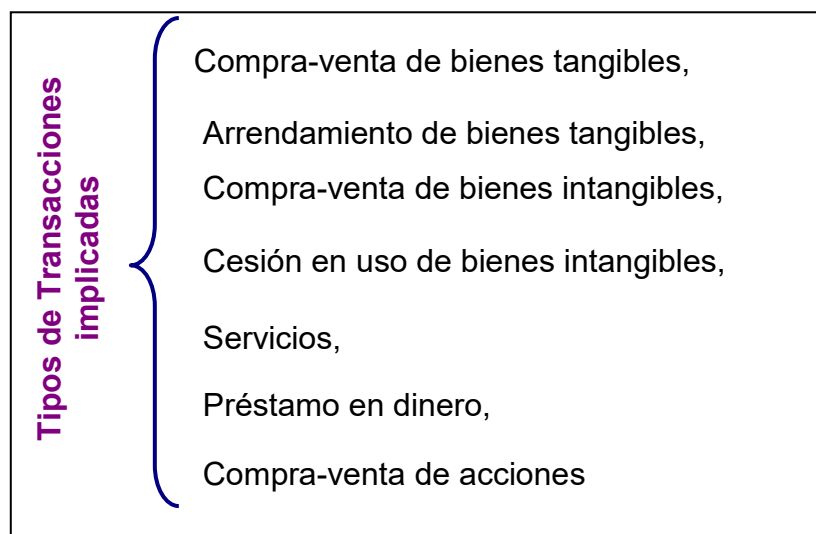 Tipos de Transacciones
implicadas
Compra-venta de bienes tangibles,
Arrendamiento de bienes tangibles,
Compra-venta de bienes intangibles,
Cesión en uso de bienes intangibles,
Servicios,
Préstamo en dinero,
Compra-venta de acciones